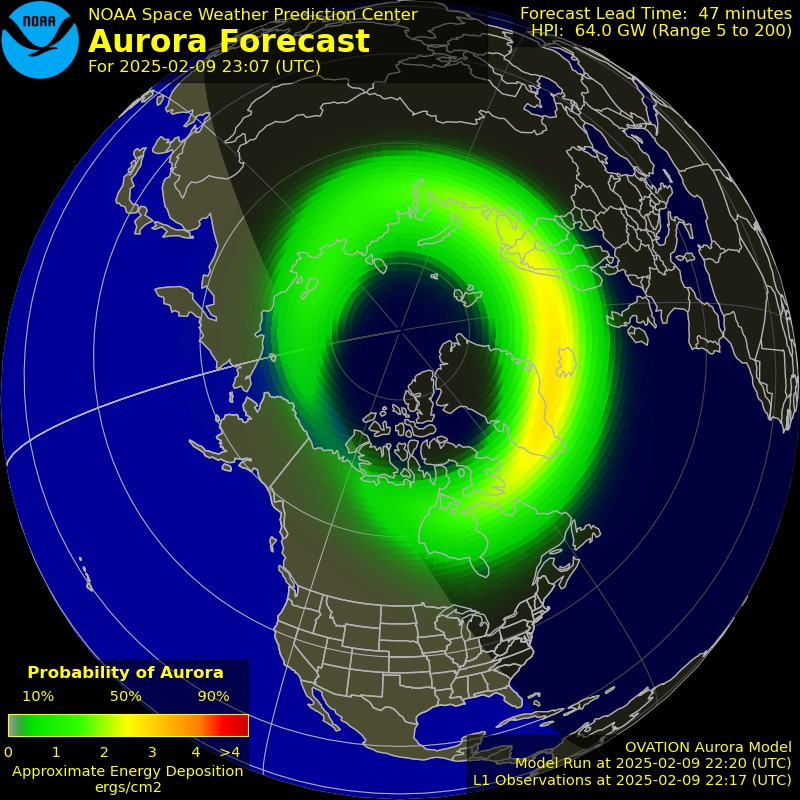 NOAA
NOAA Space Weather Prediction Center
Aurora Forecast
For 2025-02-09 23:07 (UTC)
Forecast Lead Time: 47 minutes
HPI: 64.0 GW (Range 5 to 200)
Probability of Aurora
10% 50% 90%
0 1 2 3 4 >4
Approximate Energy Deposition
ergs/cm2
OVATION Aurora Model
Model Run at 2025-02-09 22:20 (UTC)
L1 Observations at 2025-02-09 22:17 (UTC)